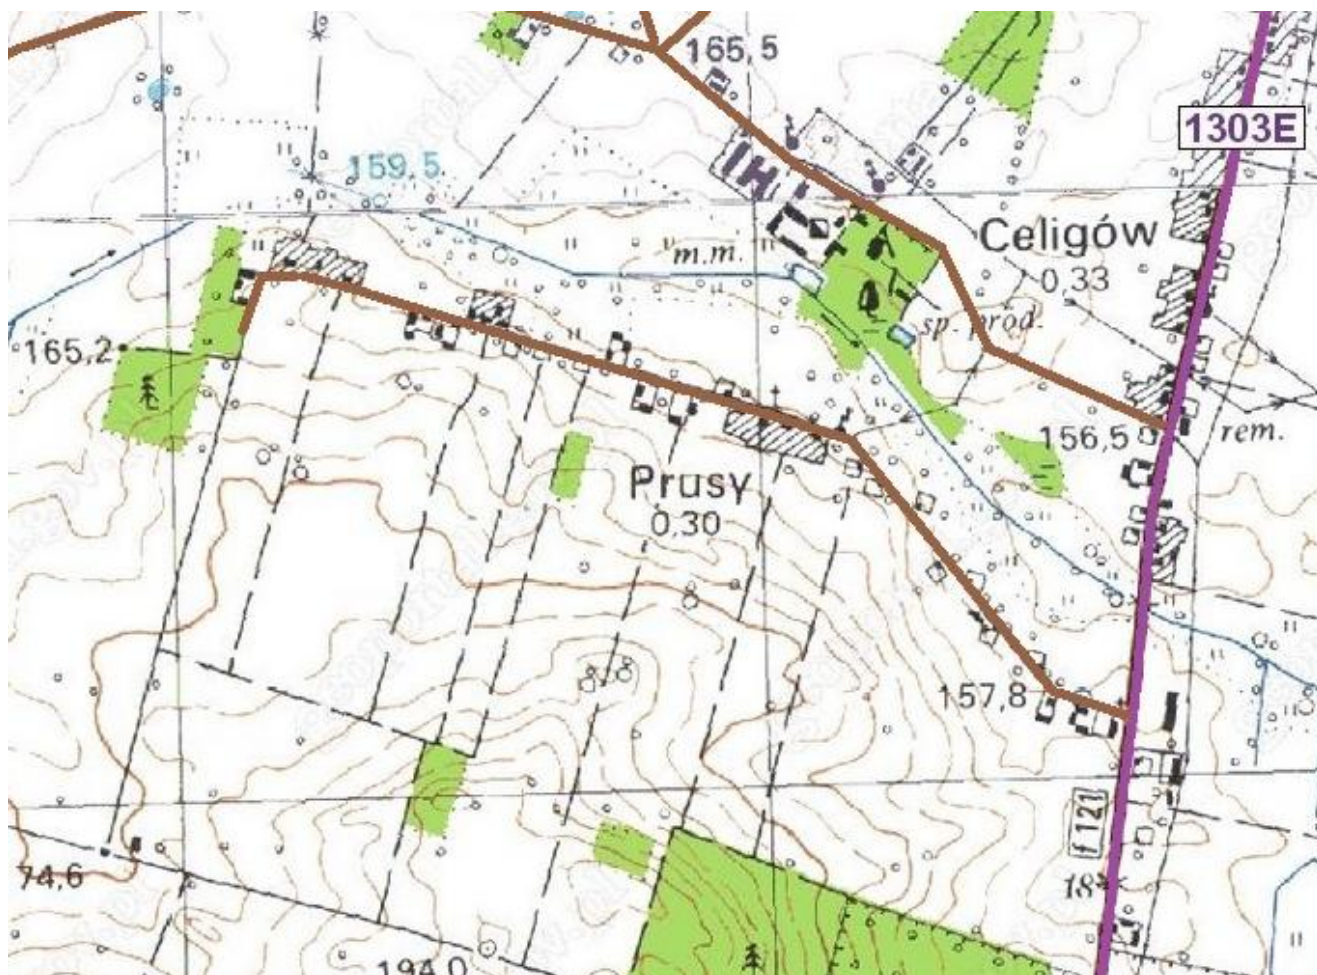 165,5
1303E
159,5
Celigów
m.m.
0,33
sp. prod.
165,2
156,5
rem.
Prusy
0,30
157,8
f 121
74,6
18
194,0